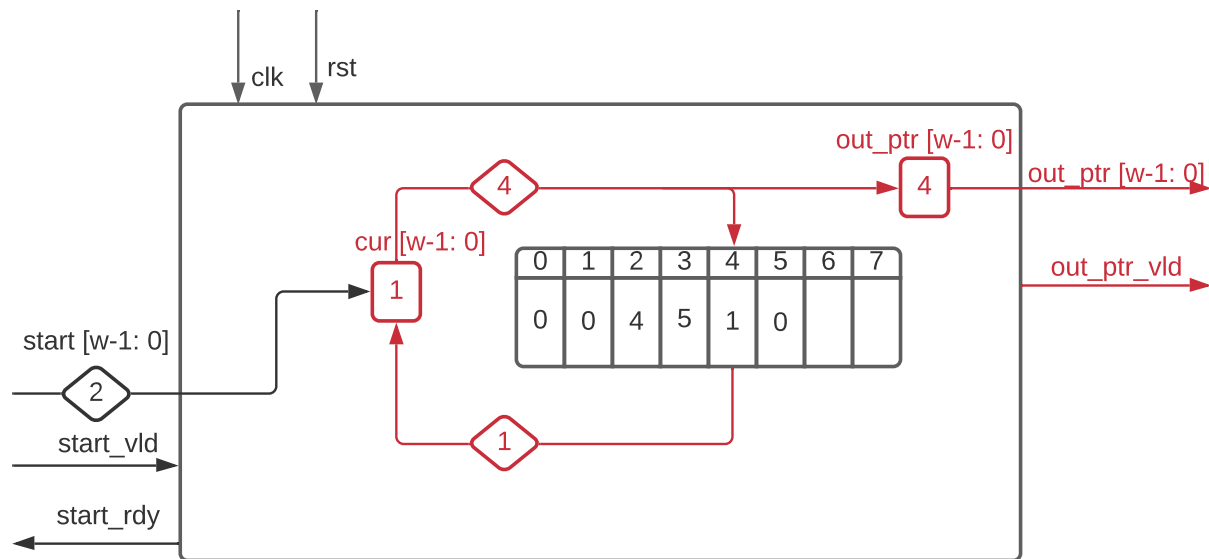 clk
rst
out_ptr [w-1: 0]
4
4
out_ptr [w-1: 0]
cur [w-1: 0]
0 1 2 3 4 5 6 7
out_ptr_vld
1
0 0 4 5 1 0
start [w-1: 0]
2
start_vld
1
start_rdy